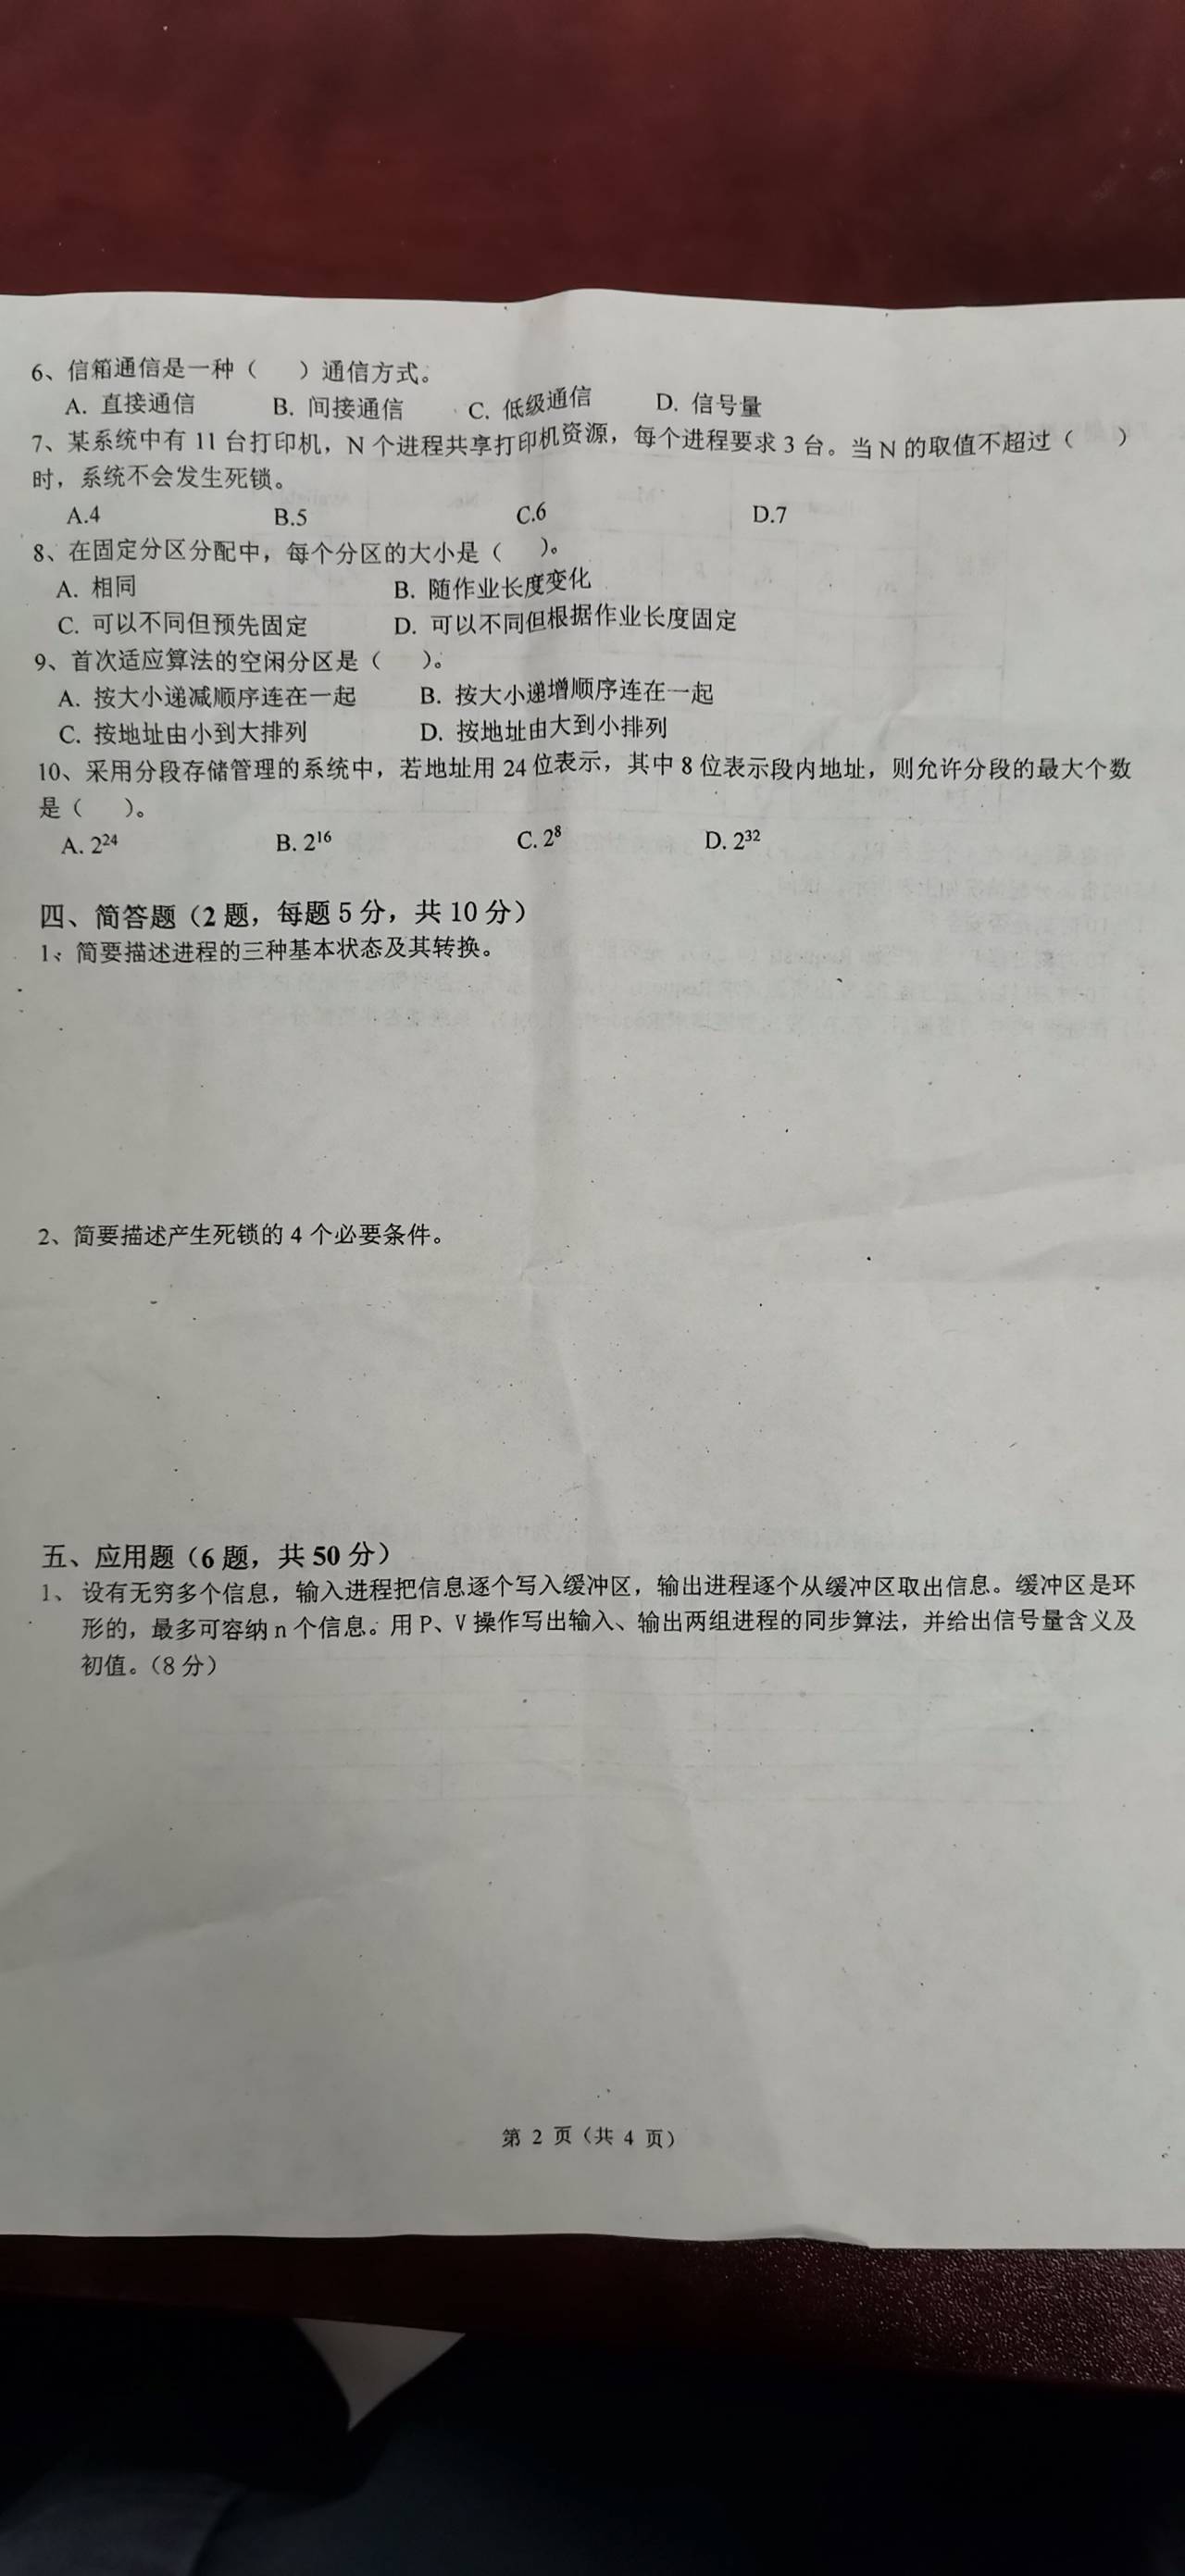 6、信箱通信是一种（ ）通信方式。
A. 直接通信 B. 间接通信 C. 低级通信 D. 信号量
7、某系统中有 11 台打印机，N 个进程共享打印机资源，每个进程要求 3 台。当 N 的取值不超过（ ）
时，系统不会发生死锁。
A.4 B.5 C.6 D.7
8、在固定分区分配中，每个分区的大小是（ ）。
A. 相同 B. 随作业长度变化
C. 可以不同但预先固定 D. 可以不同但根据作业长度固定
9、首次适应算法的空闲分区是（ ）。
A. 按大小递减顺序连在一起 B. 按大小递增顺序连在一起
C. 按地址由小到大排列 D. 按地址由大到小排列
10、采用分段存储管理的系统中，若地址用 24 位表示，其中 8 位表示段内地址，则允许分段的最大个数
是（ ）。
A. 2²⁴ B. 2¹⁶ C. 2⁸ D. 2³²
四、简答题（2 题，每题 5 分，共 10 分）
1、简要描述进程的三种基本状态及其转换。
2、简要描述产生死锁的 4 个必要条件。
五、应用题（6 题，共 50 分）
1、设有无穷多个信息，输入进程把信息逐个写入缓冲区，输出进程逐个从缓冲区取出信息。缓冲区是环
形的，最多可容纳 n 个信息。用 P、V 操作写出输入、输出两组进程的同步算法，并给出信号量含义及
初值。（8 分）
第 2 页（共 4 页）